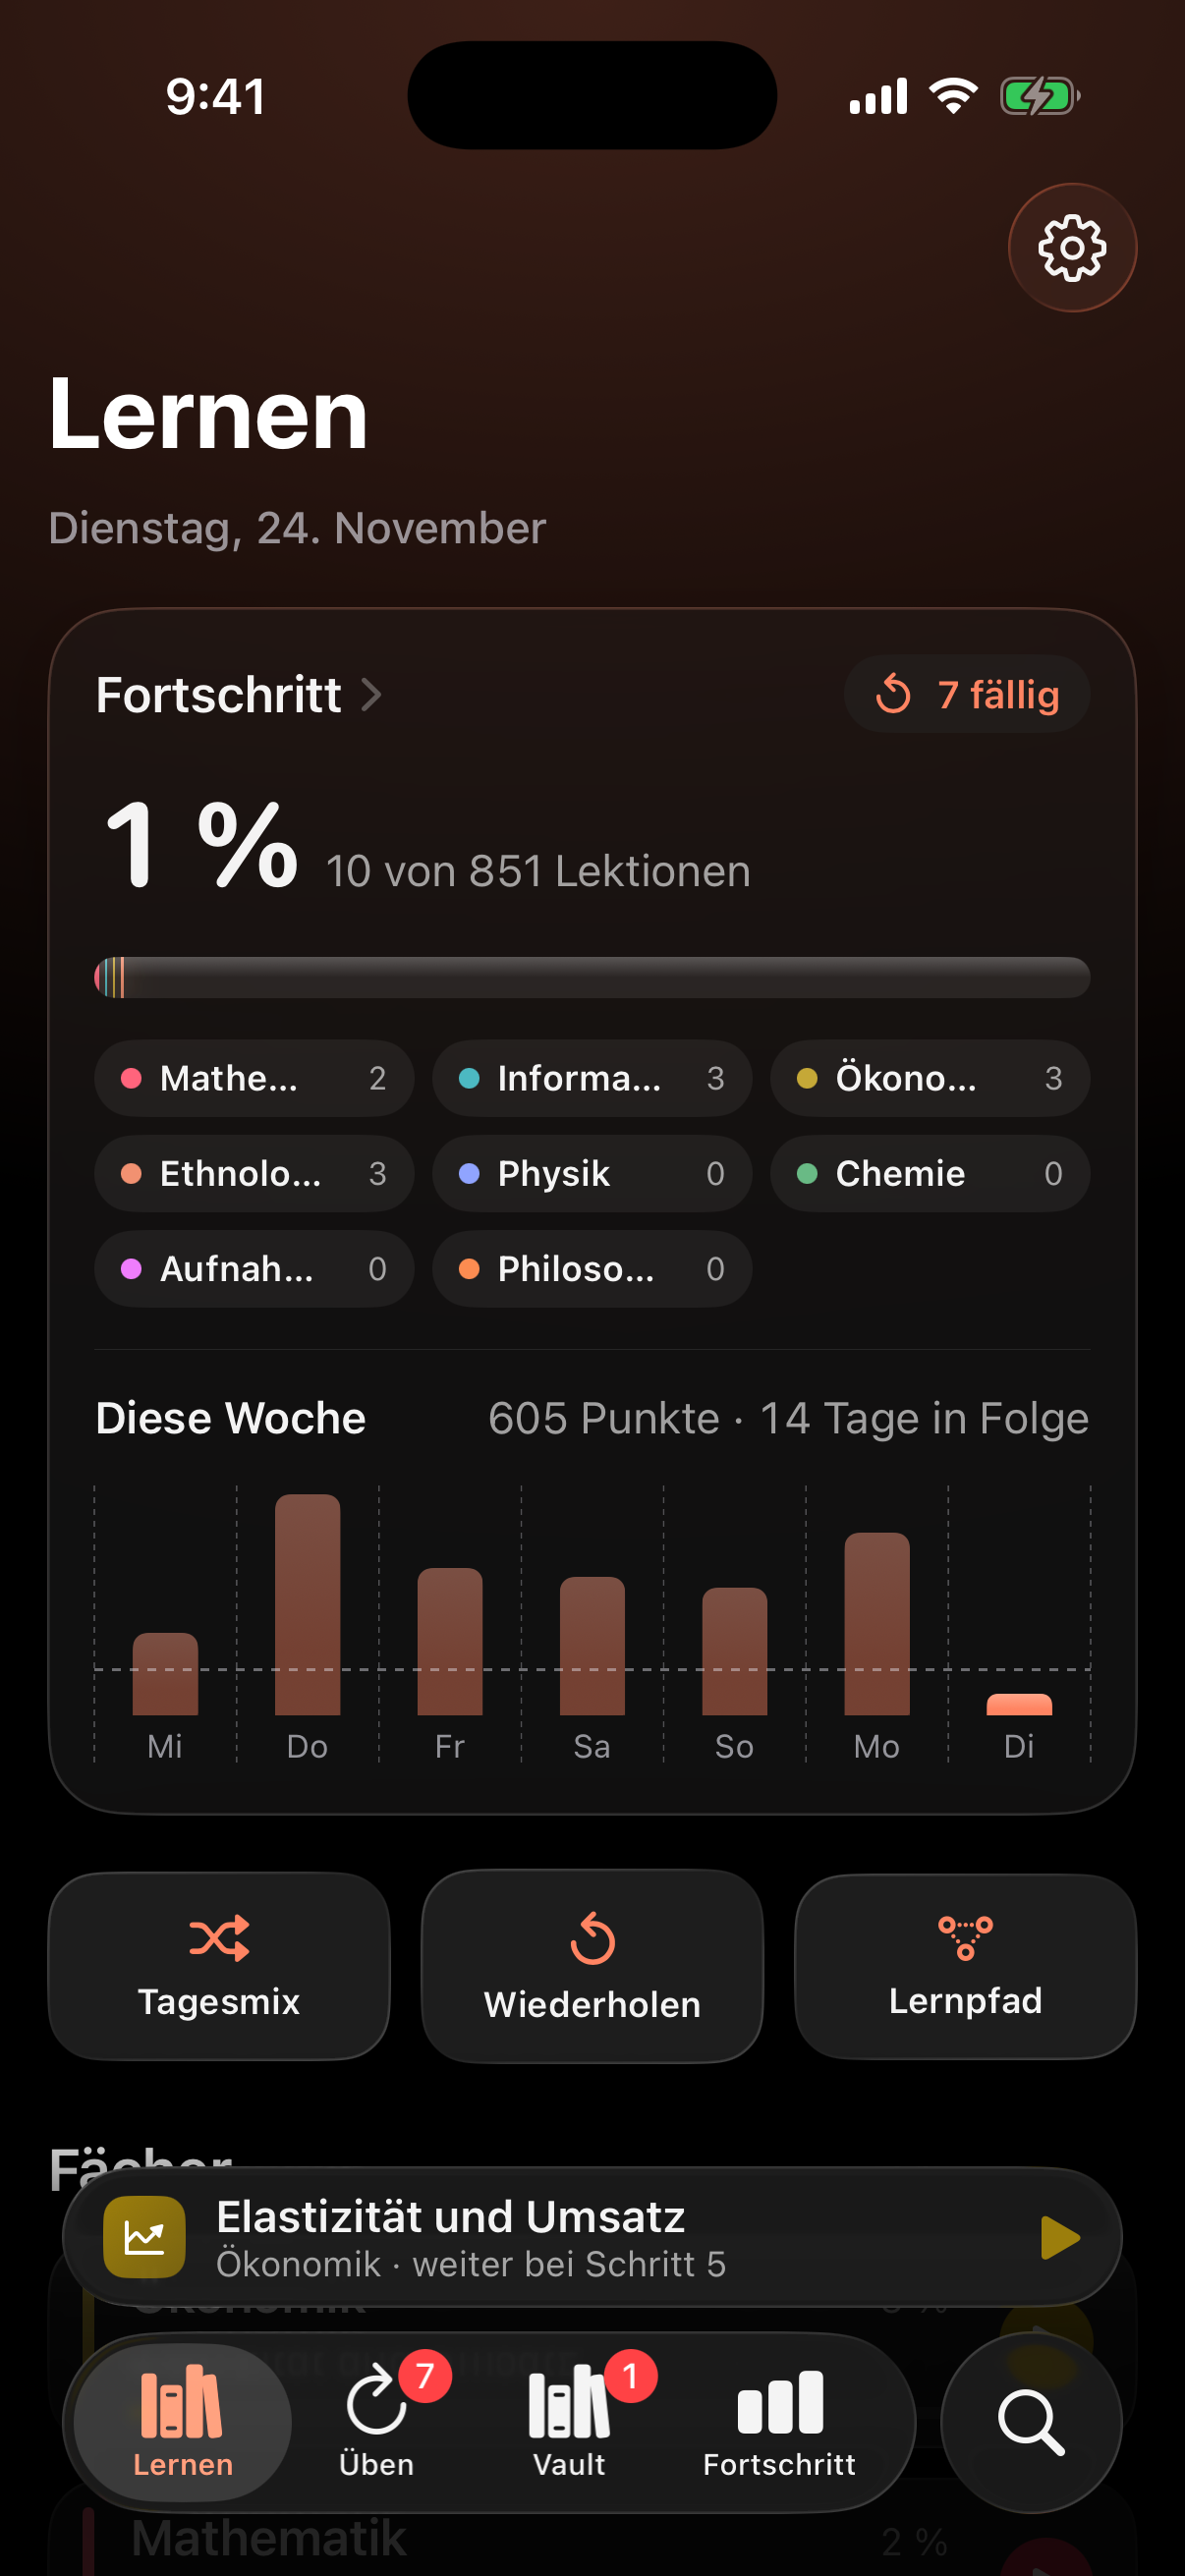 9:41
Lernen
Dienstag, 24. November
Fortschritt
7 fällig
1 % 10 von 851 Lektionen
Mathe... 2
Informa... 3
Ökono... 3
Ethnolo... 3
Physik 0
Chemie 0
Aufnah... 0
Philoso... 0
Diese Woche
605 Punkte · 14 Tage in Folge
Mi Do Fr Sa So Mo Di
Tagesmix
Wiederholen
Lernpfad
Fächer
Elastizität und Umsatz
Ökonomik · weiter bei Schritt 5
Ökonomik
7
1
Lernen
Üben
Vault
Fortschritt
Mathematik 2 %